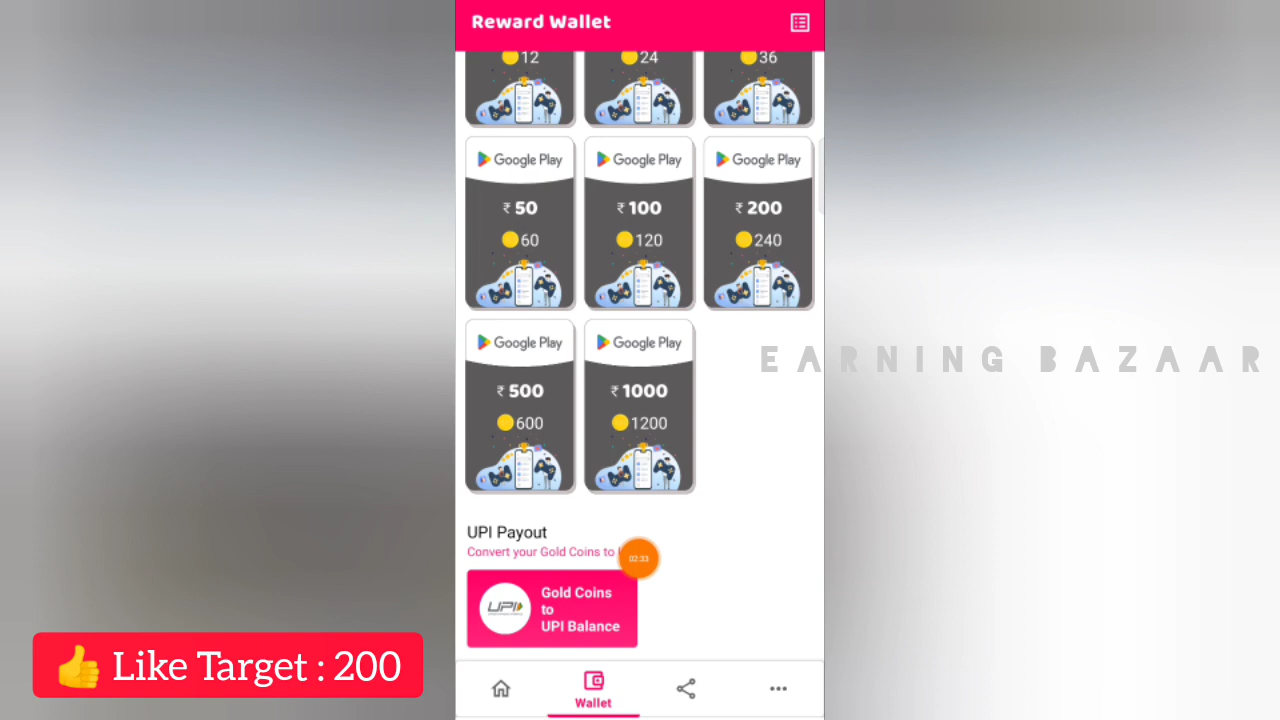 Reward Wallet
12
24
36
Google Play
Google Play
Google Play
₹ 50
₹ 100
₹ 200
60
120
240
Google Play
Google Play
₹ 500
₹ 1000
600
1200
EARNING BAZAAR
UPI Payout
Convert your Gold Coins to
02:33
UPI
Gold Coins
to
UPI Balance
👍 Like Target : 200
Wallet